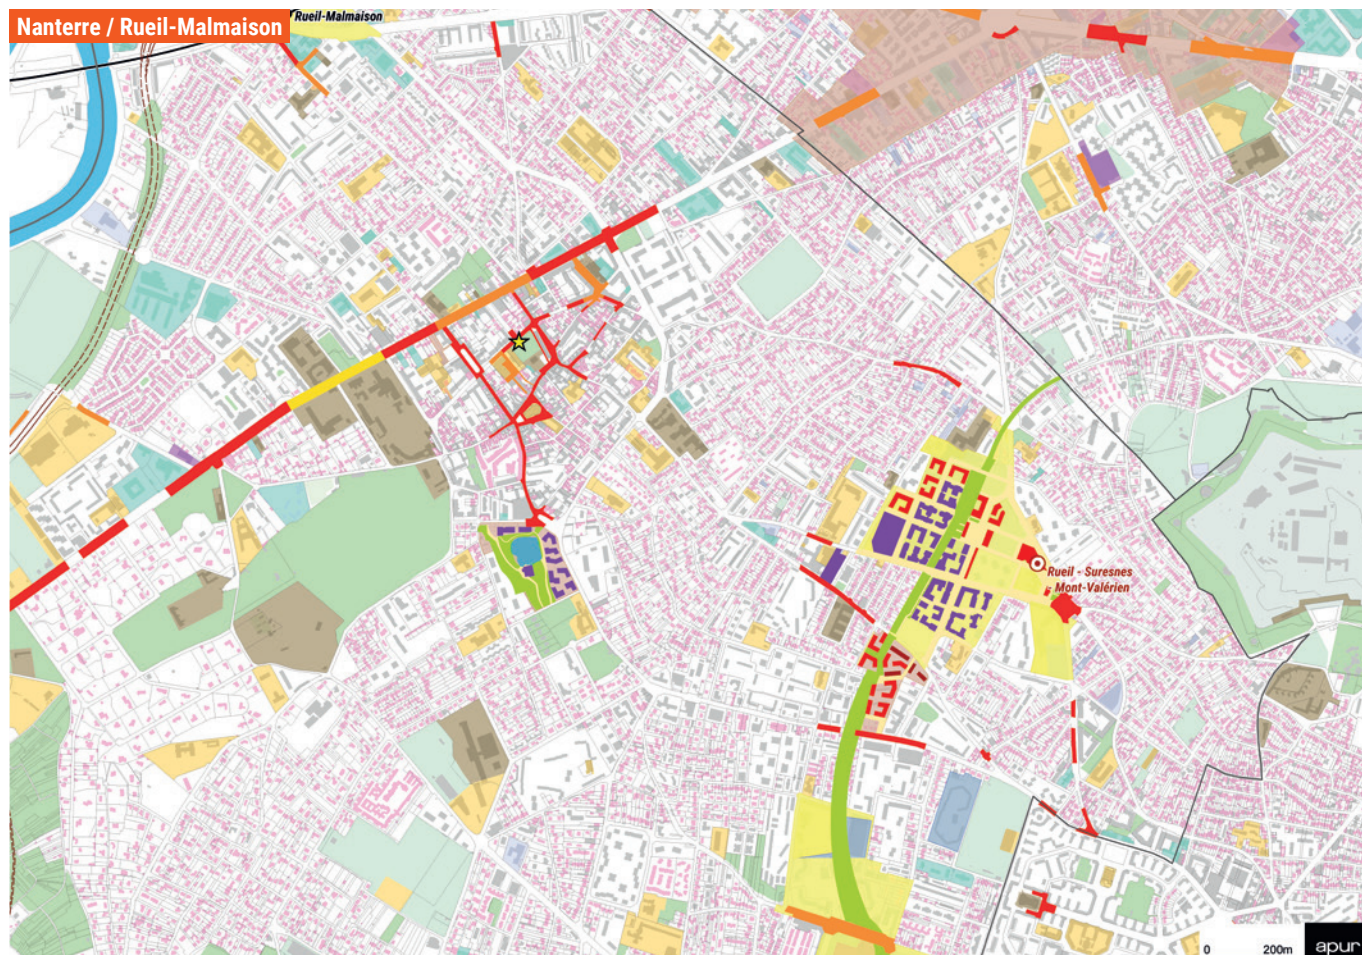 Rueil-Malmaison
Nanterre / Rueil-Malmaison
Rueil - Suresnes
- Mont-Valérien
0 200m
apur